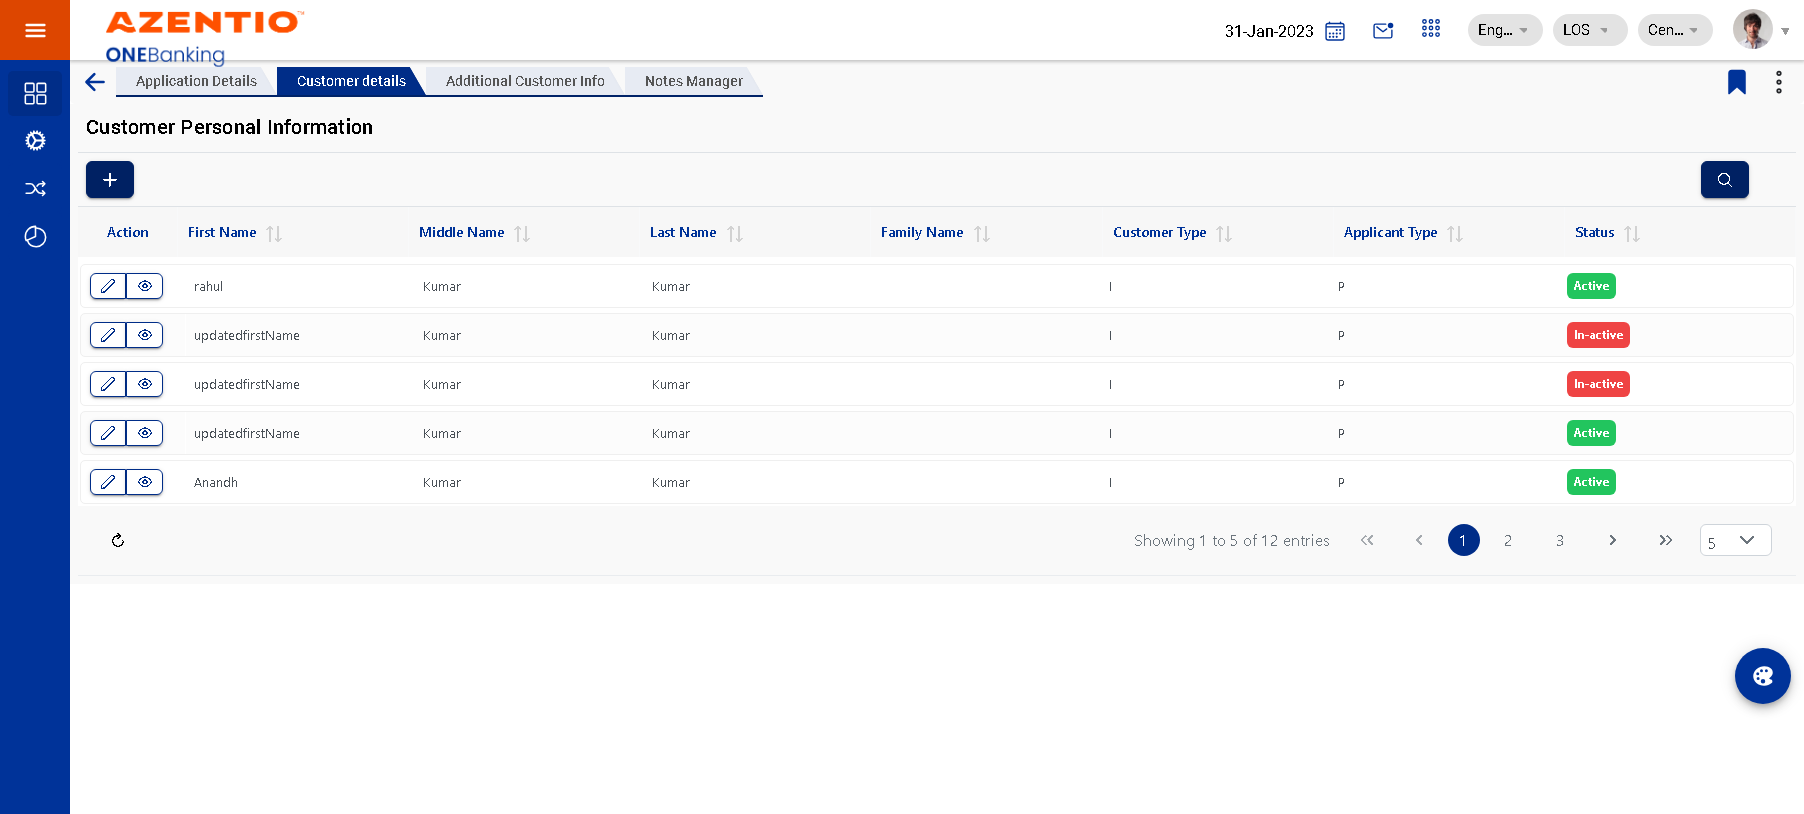 AZENTIO™
ONEBanking
31-Jan-2023
Eng...
LOS
Cen...
Application Details
Customer details
Additional Customer Info
Notes Manager
Customer Personal Information
Action First Name Middle Name Last Name Family Name Customer Type Applicant Type Status
rahul Kumar Kumar I P Active
updatedfirstName Kumar Kumar I P In-active
updatedfirstName Kumar Kumar I P In-active
updatedfirstName Kumar Kumar I P Active
Anandh Kumar Kumar I P Active
Showing 1 to 5 of 12 entries 1 2 3 5